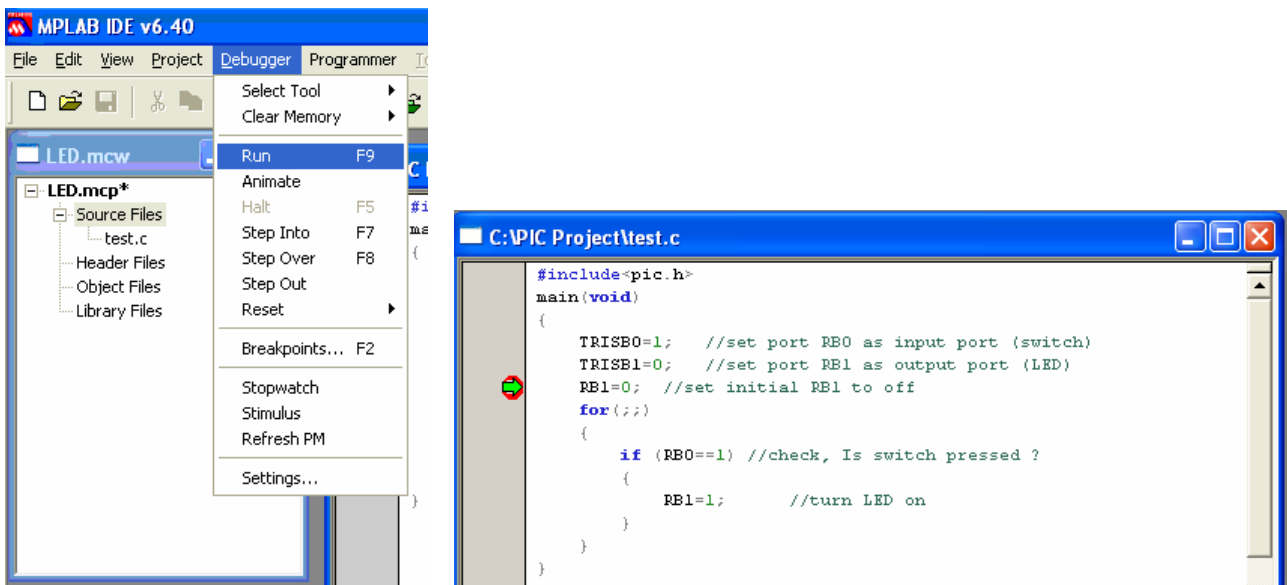 MPLAB IDE v6.40
File Edit View Project Debugger Programmer
Select Tool
Clear Memory
Run F9
Animate
Halt F5
Step Into F7
Step Over F8
Step Out
Reset
Breakpoints... F2
Stopwatch
Stimulus
Refresh PM
Settings...
LED.mcw
LED.mcp*
Source Files
test.c
Header Files
Object Files
Library Files
C:\PIC Project\test.c
#include<pic.h>
main(void)
{
TRISB0=1; //set port RB0 as input port (switch)
TRISB1=0; //set port RB1 as output port (LED)
RB1=0; //set initial RB1 to off
for(;;)
{
if (RB0==1) //check, Is switch pressed ?
{
RB1=1; //turn LED on
}
}
}